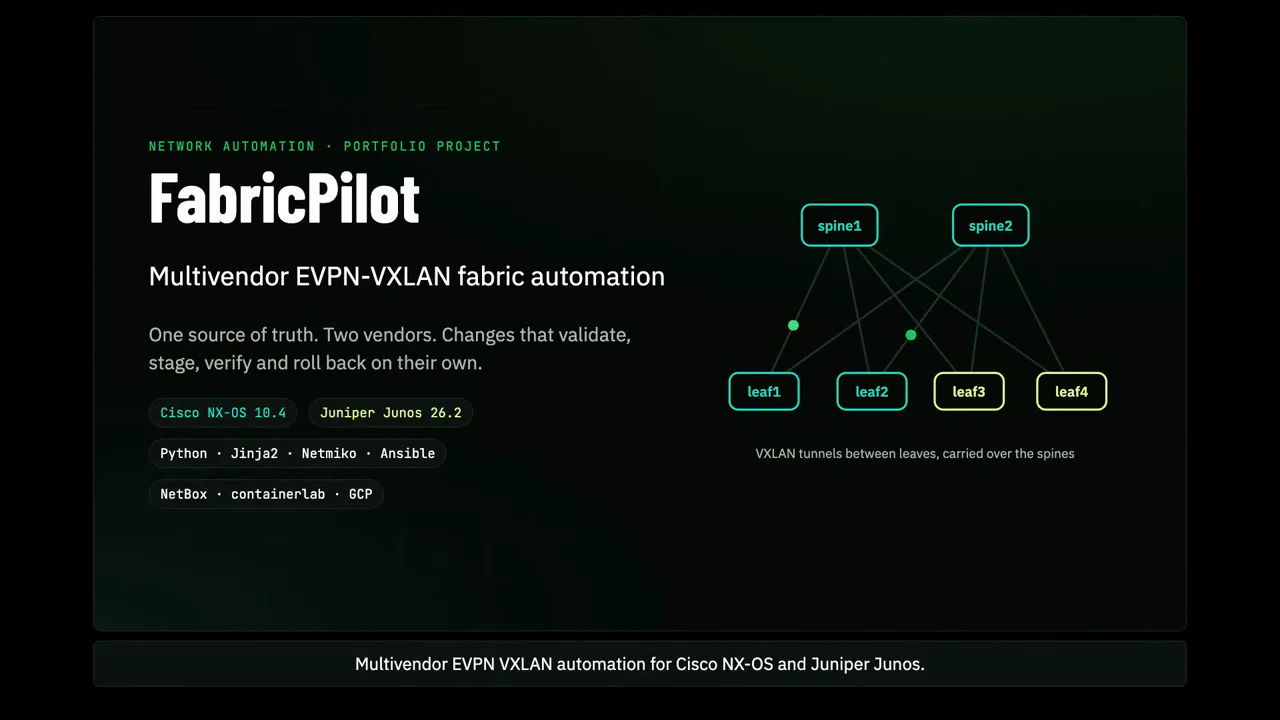 NETWORK AUTOMATION · PORTFOLIO PROJECT
FabricPilot
Multivendor EVPN-VXLAN fabric automation
One source of truth. Two vendors. Changes that validate,
stage, verify and roll back on their own.
Cisco NX-OS 10.4
Juniper Junos 26.2
Python · Jinja2 · Netmiko · Ansible
NetBox · containerlab · GCP
spine1
spine2
leaf1
leaf2
leaf3
leaf4
VXLAN tunnels between leaves, carried over the spines
Multivendor EVPN VXLAN automation for Cisco NX-OS and Juniper Junos.